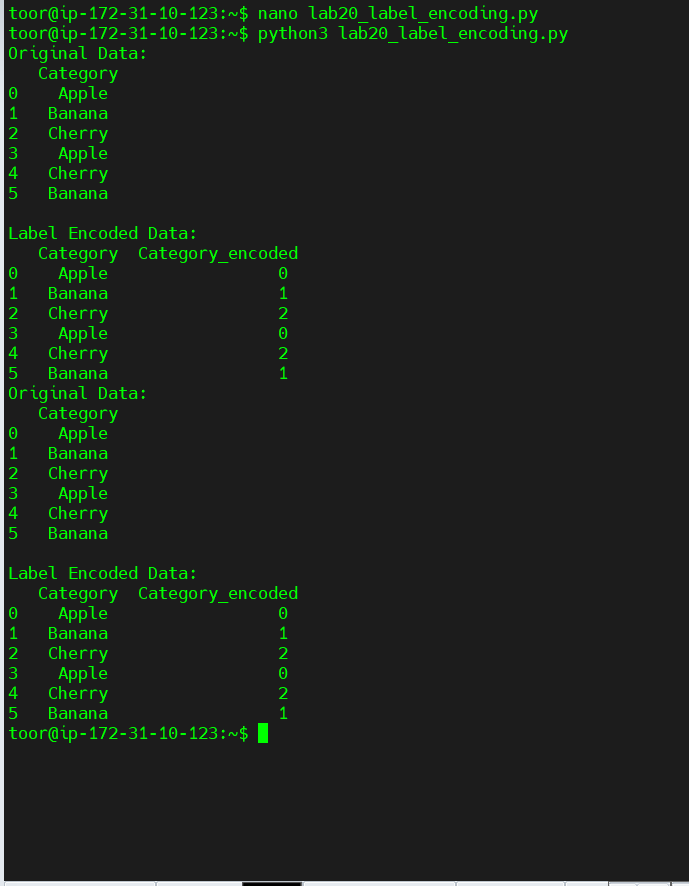 toor@ip-172-31-10-123:~$ nano lab20_label_encoding.py
toor@ip-172-31-10-123:~$ python3 lab20_label_encoding.py
Original Data:
   Category
0    Apple
1   Banana
2   Cherry
3    Apple
4   Cherry
5   Banana

Label Encoded Data:
   Category  Category_encoded
0    Apple                 0
1   Banana                 1
2   Cherry                 2
3    Apple                 0
4   Cherry                 2
5   Banana                 1
Original Data:
   Category
0    Apple
1   Banana
2   Cherry
3    Apple
4   Cherry
5   Banana

Label Encoded Data:
   Category  Category_encoded
0    Apple                 0
1   Banana                 1
2   Cherry                 2
3    Apple                 0
4   Cherry                 2
5   Banana                 1
toor@ip-172-31-10-123:~$